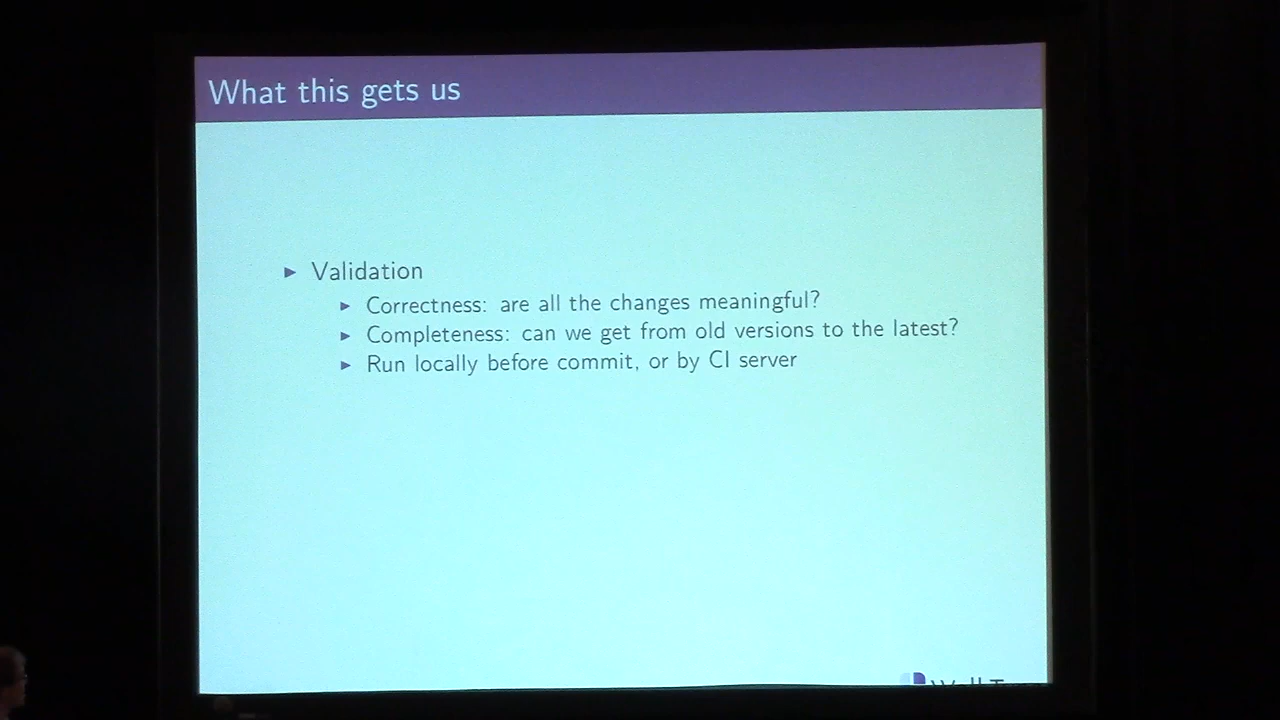 What this gets us
▶ Validation
▶ Correctness: are all the changes meaningful?
▶ Completeness: can we get from old versions to the latest?
▶ Run locally before commit, or by CI server